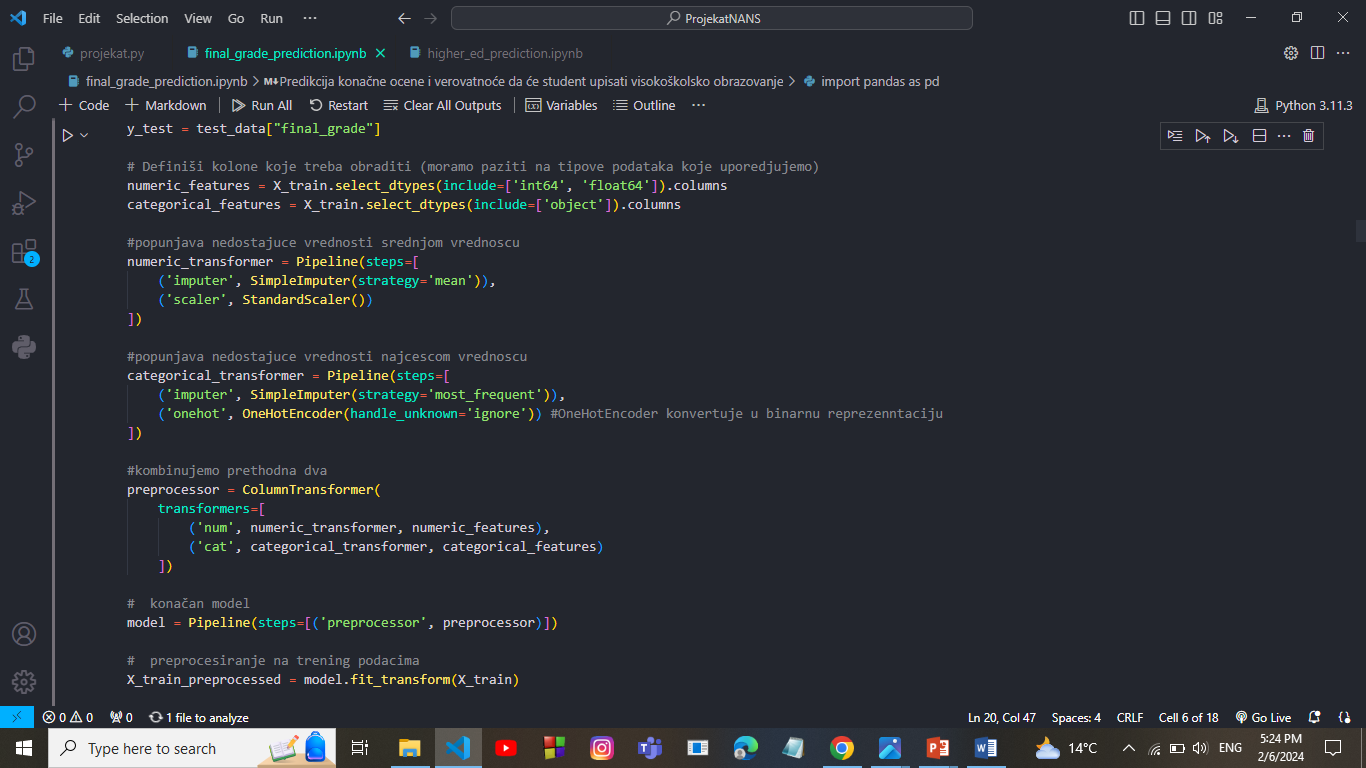 File Edit Selection View Go Run ··· ProjekatNANS
projekat.py final_grade_prediction.ipynb higher_ed_prediction.ipynb
final_grade_prediction.ipynb > M↓Predikcija konačne ocene i verovatnoće da će student upisati visokoškolsko obrazovanje > import pandas as pd
+ Code + Markdown | Run All Restart Clear All Outputs | Variables Outline ··· Python 3.11.3
y_test = test_data["final_grade"]
# Definiši kolone koje treba obraditi (moramo paziti na tipove podataka koje uporedjujemo)
numeric_features = X_train.select_dtypes(include=['int64', 'float64']).columns
categorical_features = X_train.select_dtypes(include=['object']).columns
#popunjava nedostajuce vrednosti srednjom vrednoscu
numeric_transformer = Pipeline(steps=[
('imputer', SimpleImputer(strategy='mean')),
('scaler', StandardScaler())
])
#popunjava nedostajuce vrednosti najcescom vrednoscu
categorical_transformer = Pipeline(steps=[
('imputer', SimpleImputer(strategy='most_frequent')),
('onehot', OneHotEncoder(handle_unknown='ignore')) #OneHotEncoder konvertuje u binarnu reprezenntaciju
])
#kombinujemo prethodna dva
preprocessor = ColumnTransformer(
transformers=[
('num', numeric_transformer, numeric_features),
('cat', categorical_transformer, categorical_features)
])
# konačan model
model = Pipeline(steps=[('preprocessor', preprocessor)])
# preprocesiranje na trening podacima
X_train_preprocessed = model.fit_transform(X_train)
2
0 0 0 1 file to analyze Ln 20, Col 47 Spaces: 4 CRLF Cell 6 of 18 Go Live
Type here to search 14°C ENG 5:24 PM
2/6/2024